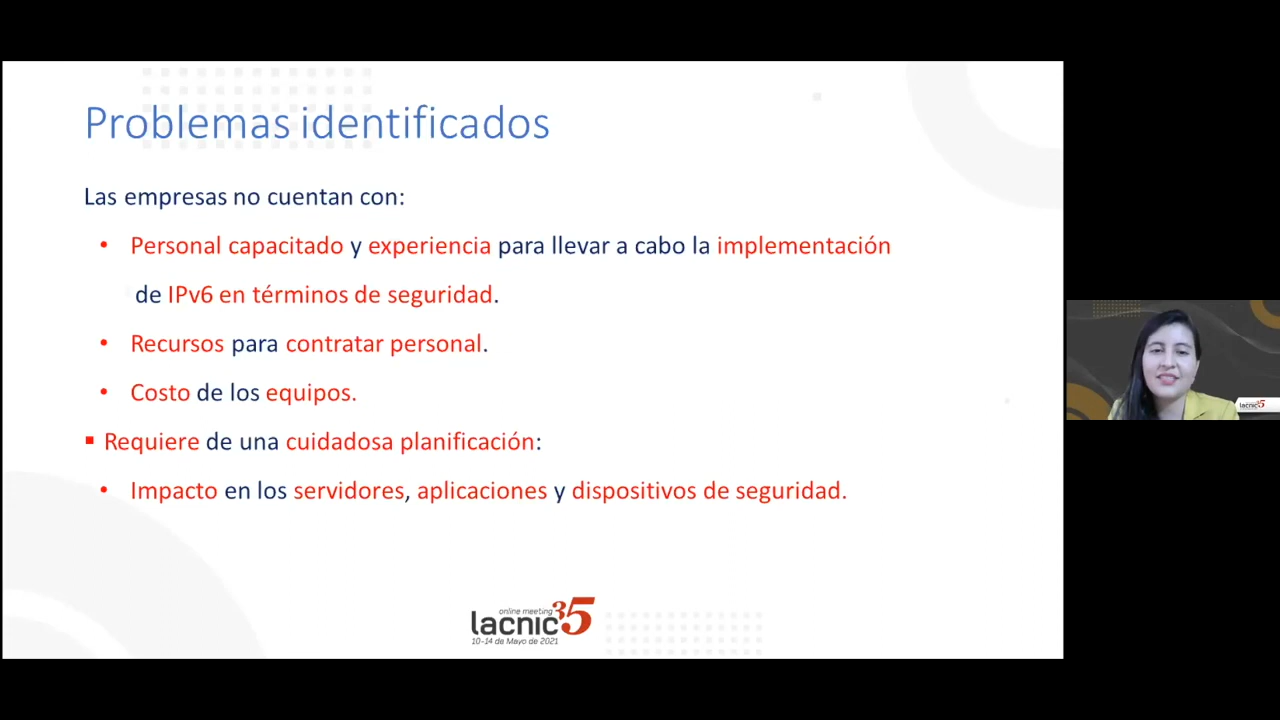 Problemas identificados
Las empresas no cuentan con:
• Personal capacitado y experiencia para llevar a cabo la implementación
de IPv6 en términos de seguridad.
• Recursos para contratar personal.
• Costo de los equipos.
▪ Requiere de una cuidadosa planificación:
• Impacto en los servidores, aplicaciones y dispositivos de seguridad.
online meeting
lacnic35
10-14 de Mayo de 2021
lacnic35